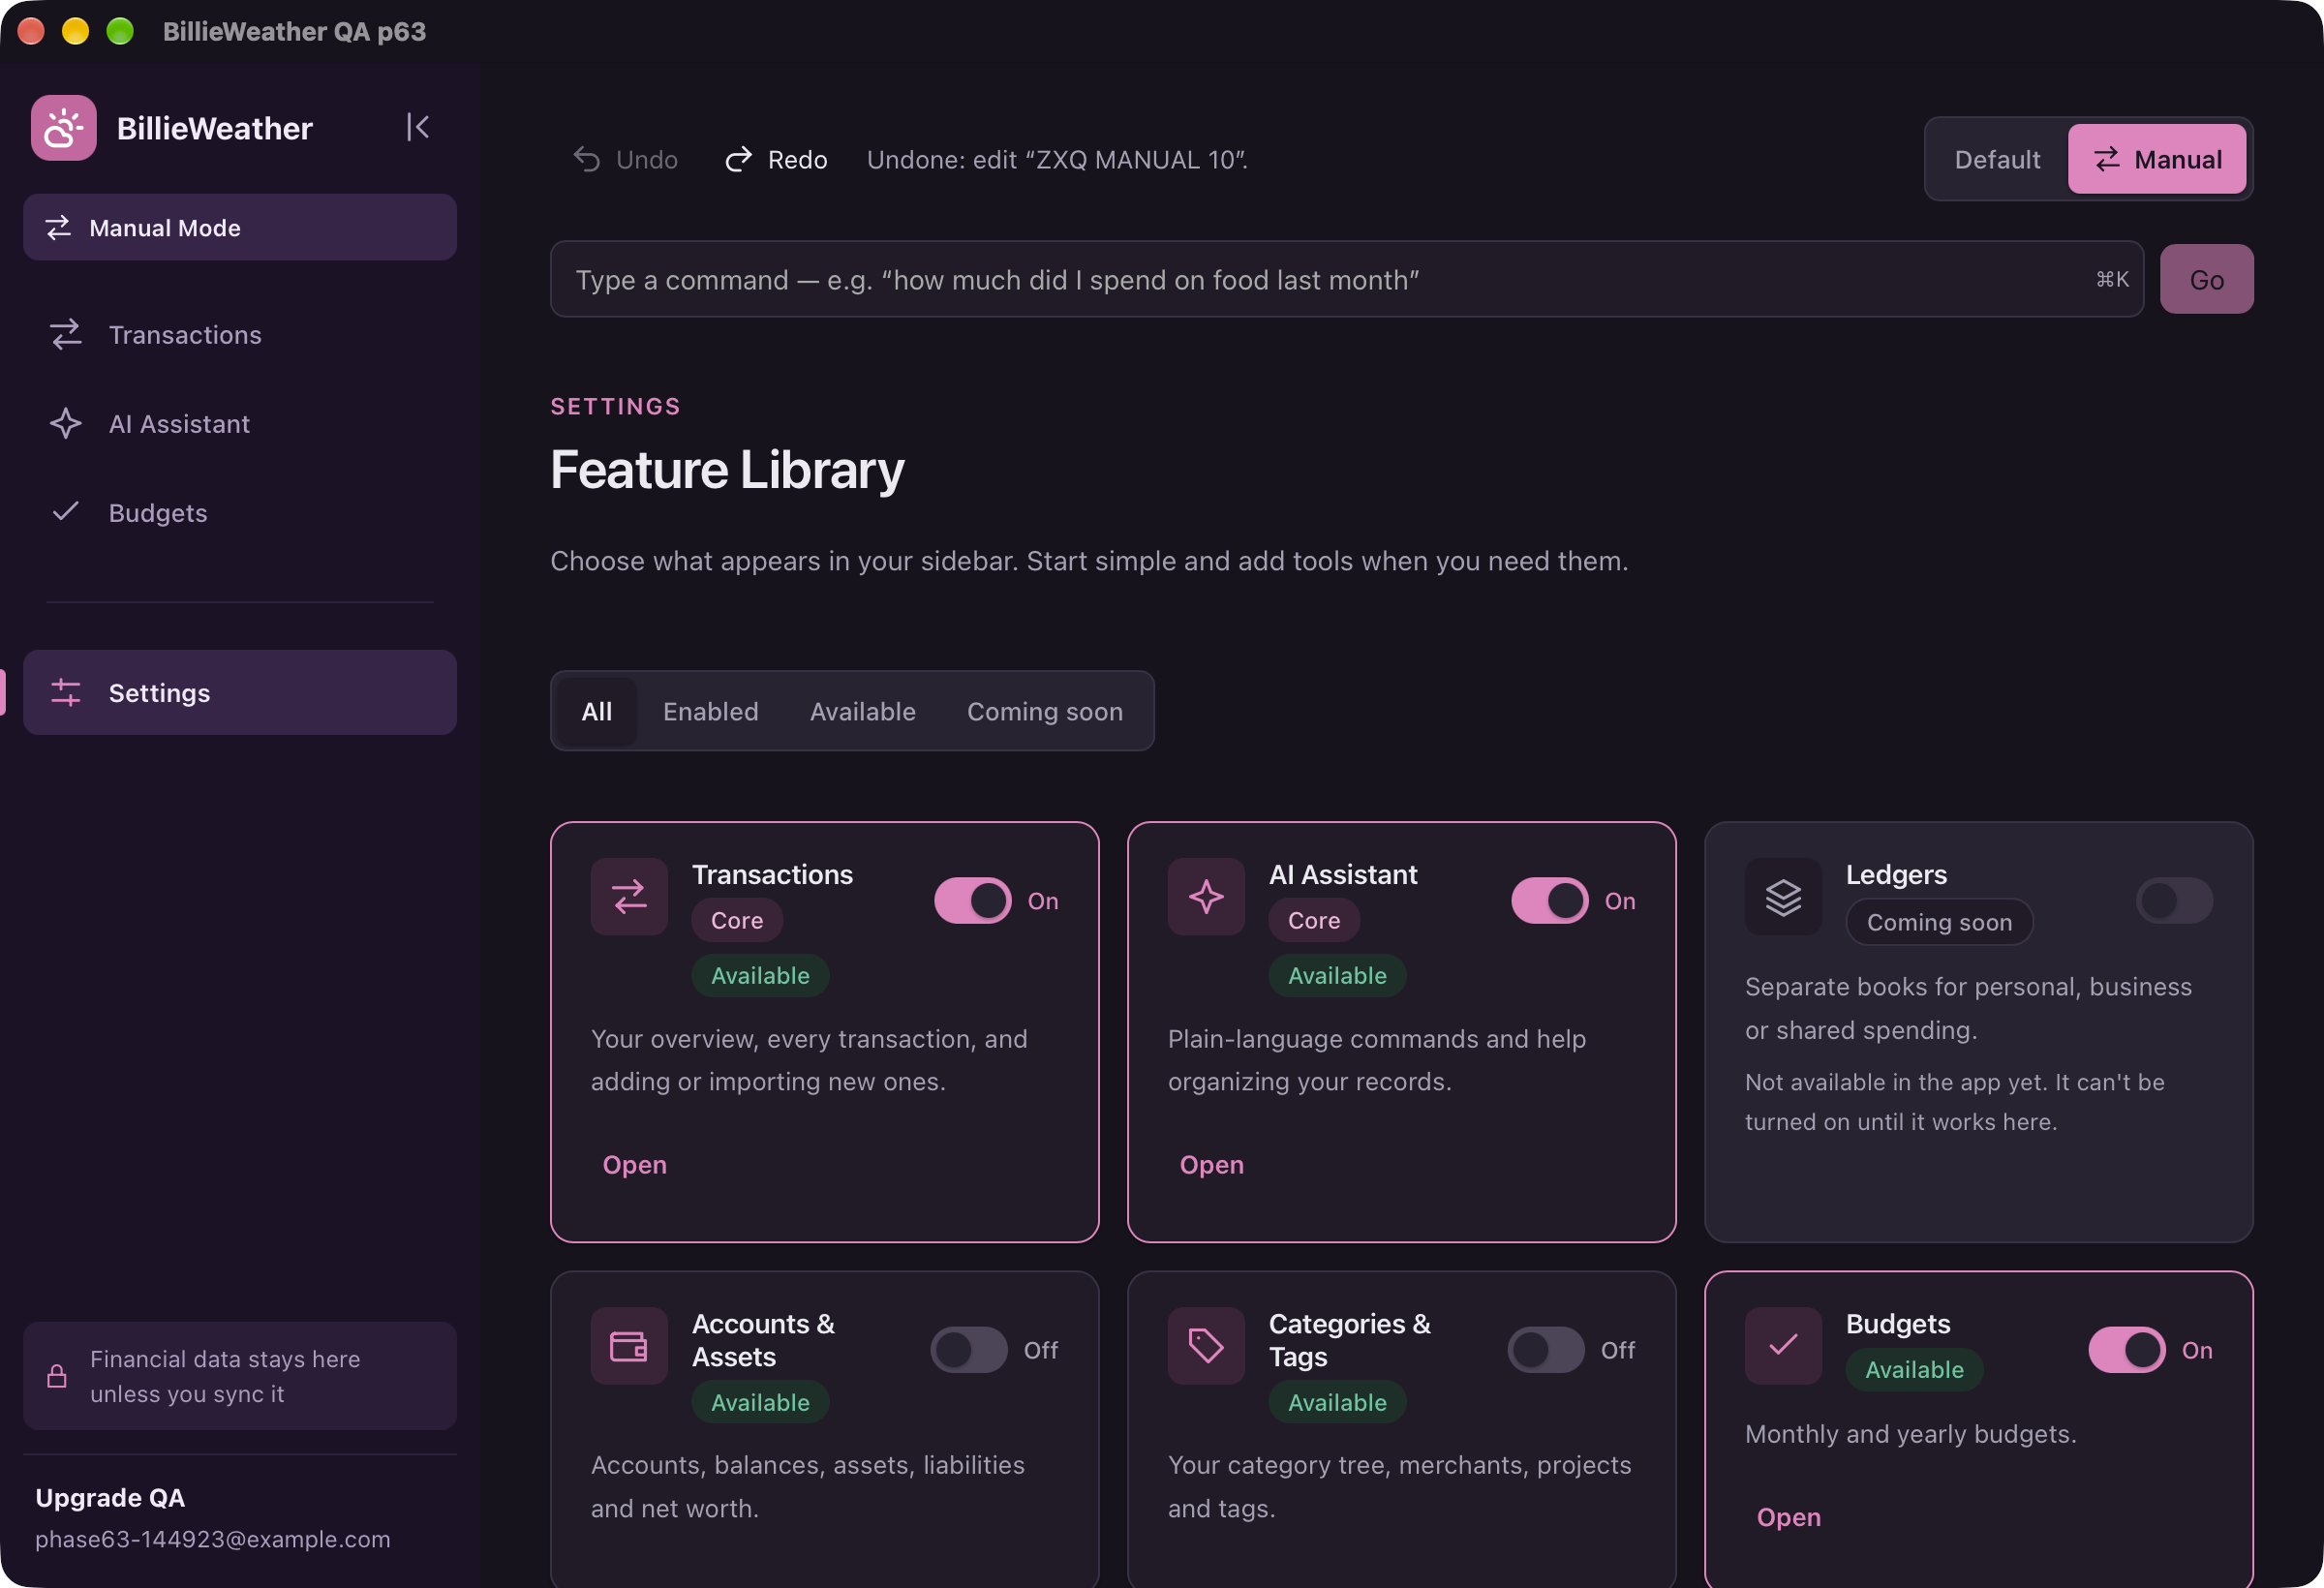 BillieWeather QA p63
BillieWeather
Manual Mode
Transactions
AI Assistant
Budgets
Settings
Financial data stays here
unless you sync it
Upgrade QA
phase63-144923@example.com
Undo
Redo
Undone: edit “ZXQ MANUAL 10”.
Default
Manual
Type a command — e.g. “how much did I spend on food last month”
⌘K
Go
SETTINGS
Feature Library
Choose what appears in your sidebar. Start simple and add tools when you need them.
All
Enabled
Available
Coming soon
Transactions
Core
Available
On
Your overview, every transaction, and
adding or importing new ones.
Open
AI Assistant
Core
Available
On
Plain-language commands and help
organizing your records.
Open
Ledgers
Coming soon
Separate books for personal, business
or shared spending.
Not available in the app yet. It can't be
turned on until it works here.
Accounts &
Assets
Available
Off
Accounts, balances, assets, liabilities
and net worth.
Categories &
Tags
Available
Off
Your category tree, merchants, projects
and tags.
Budgets
Available
On
Monthly and yearly budgets.
Open